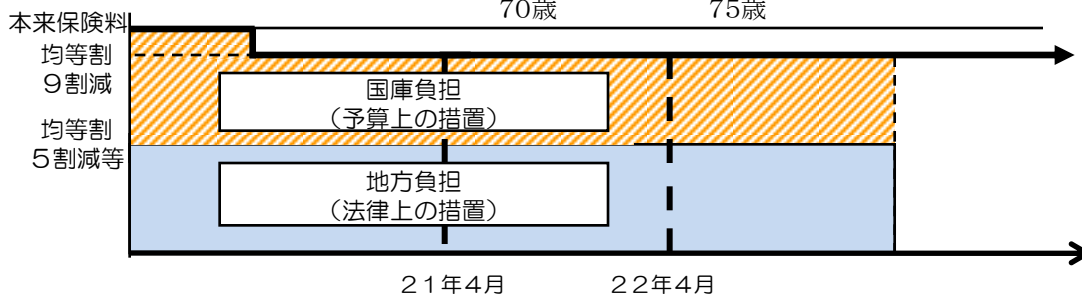 70歳 75歳
本来保険料
均等割
９割減
国庫負担
（予算上の措置）
均等割
５割減等
地方負担
（法律上の措置）
２１年４月 ２２年４月